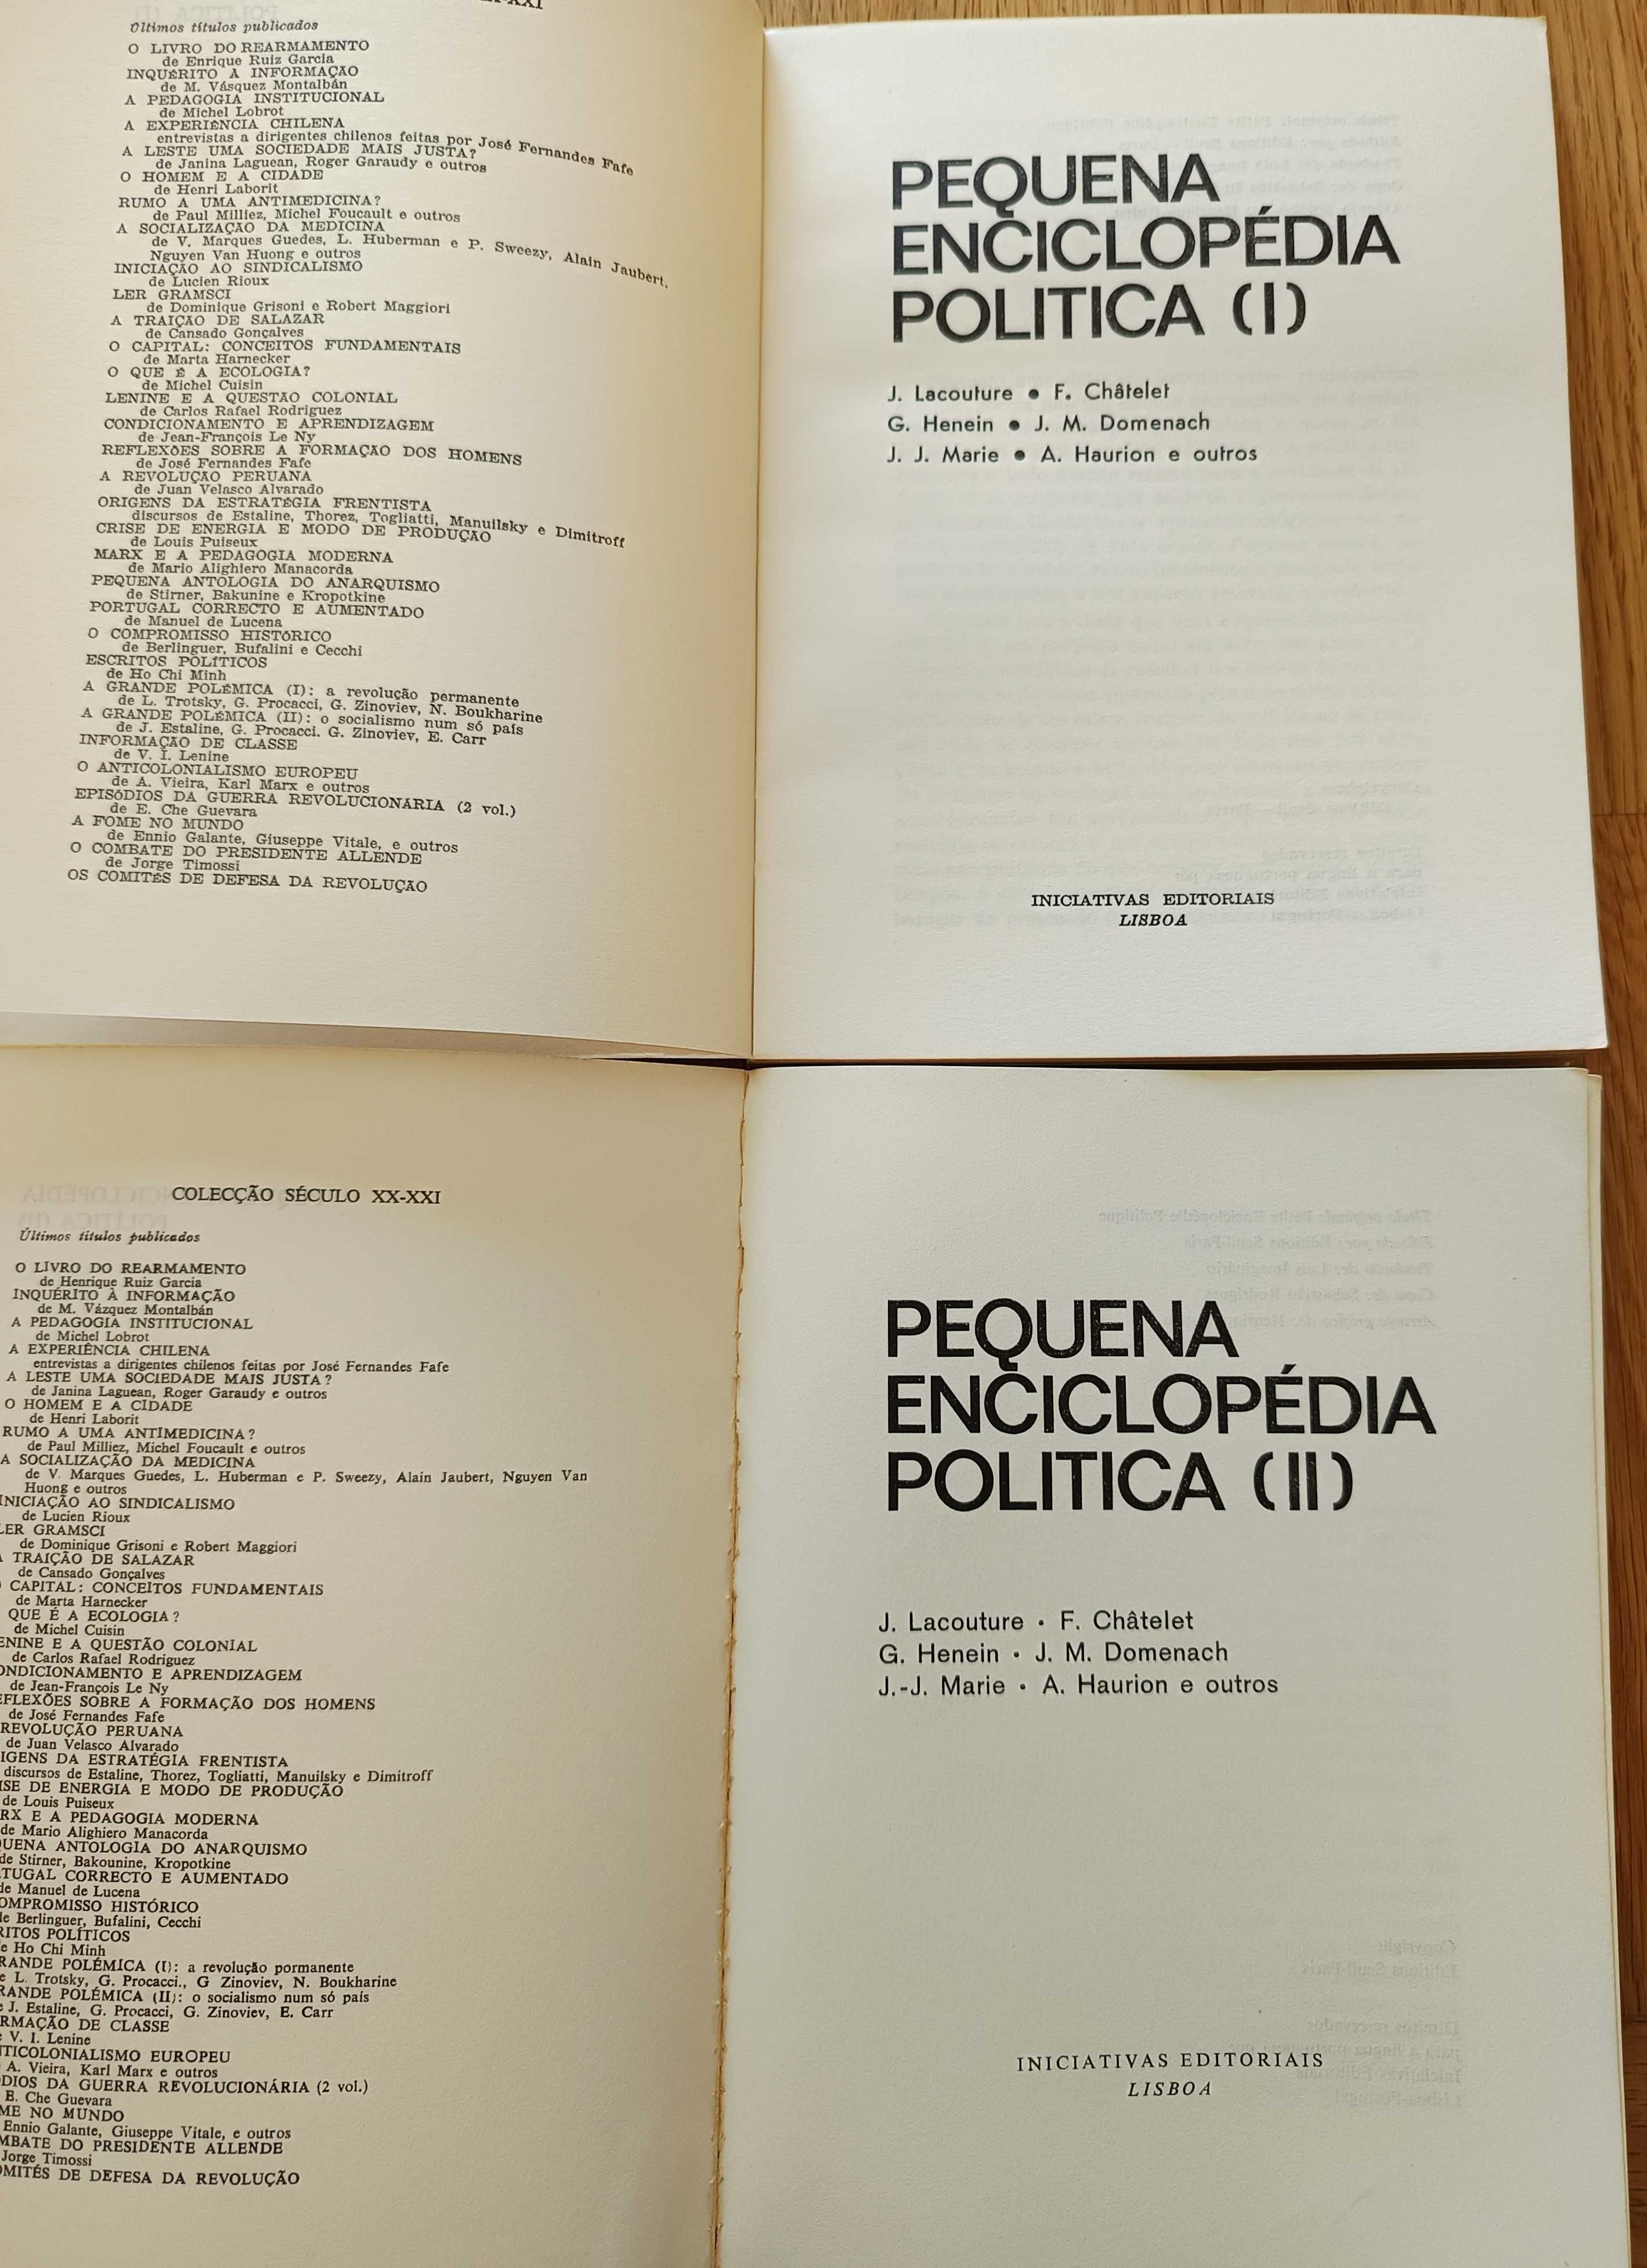 XXI
Últimos títulos publicados
O LIVRO DO REARMAMENTO
de Enrique Ruiz Garcia
INQUÉRITO A INFORMAÇÃO
de M. Vásquez Montalbán
A PEDAGOGIA INSTITUCIONAL
de Michel Lobrot
A EXPERIÊNCIA CHILENA
entrevistas a dirigentes chilenos feitas por José Fernandes Fafe
A LESTE UMA SOCIEDADE MAIS JUSTA?
de Janina Laguean, Roger Garaudy e outros
O HOMEM E A CIDADE
de Henri Laborit
RUMO A UMA ANTIMEDICINA?
de Paul Milliez, Michel Foucault e outros
A SOCIALIZAÇÃO DA MEDICINA
de V. Marques Guedes, L. Huberman e P. Sweezy, Alain Jaubert,
Nguyen Van Huong e outros
INICIAÇÃO AO SINDICALISMO
de Lucien Rioux
LER GRAMSCI
de Dominique Grisoni e Robert Maggiori
A TRAIÇÃO DE SALAZAR
de Cansado Gonçalves
O CAPITAL: CONCEITOS FUNDAMENTAIS
de Marta Harnecker
O QUE É A ECOLOGIA?
de Michel Cuisin
LENINE E A QUESTÃO COLONIAL
de Carlos Rafael Rodriguez
CONDICIONAMENTO E APRENDIZAGEM
de Jean-François Le Ny
REFLEXÕES SOBRE A FORMAÇÃO DOS HOMENS
de José Fernandes Fafe
A REVOLUÇÃO PERUANA
de Juan Velasco Alvarado
ORIGENS DA ESTRATÉGIA FRENTISTA
discursos de Estaline, Thorez, Togliatti, Manuilsky e Dimitroff
CRISE DE ENERGIA E MODO DE PRODUÇÃO
de Louis Puiseux
MARX E A PEDAGOGIA MODERNA
de Mario Alighiero Manacorda
PEQUENA ANTOLOGIA DO ANARQUISMO
de Stirner, Bakunine e Kropotkine
PORTUGAL CORRECTO E AUMENTADO
de Manuel de Lucena
O COMPROMISSO HISTÓRICO
de Berlinguer, Bufalini e Cecchi
ESCRITOS POLÍTICOS
de Ho Chi Minh
A GRANDE POLÉMICA (I): a revolução permanente
de L. Trotsky, G. Procacci, G. Zinoviev, N. Boukharine
A GRANDE POLÉMICA (II): o socialismo num só país
de J. Estaline, G. Procacci. G. Zinoviev, E. Carr
INFORMAÇÃO DE CLASSE
de V. I. Lenine
O ANTICOLONIALISMO EUROPEU
de A. Vieira, Karl Marx e outros
EPISÓDIOS DA GUERRA REVOLUCIONARIA (2 vol.)
de E. Che Guevara
A FOME NO MUNDO
de Ennio Galante, Giuseppe Vitale, e outros
O COMBATE DO PRESIDENTE ALLENDE
de Jorge Timossi
OS COMITÉS DE DEFESA DA REVOLUÇÃO
PEQUENA
ENCICLOPÉDIA
POLITICA (I)
J. Lacouture • F. Châtelet
G. Henein • J. M. Domenach
J. J. Marie • A. Haurion e outros
INICIATIVAS EDITORIAIS
LISBOA
COLECÇÃO SÉCULO XX-XXI
Últimos títulos publicados
O LIVRO DO REARMAMENTO
de Henrique Ruiz Garcia
INQUÉRITO À INFORMAÇÃO
de M. Vázquez Montalbán
A PEDAGOGIA INSTITUCIONAL
de Michel Lobrot
A EXPERIÊNCIA CHILENA
entrevistas a dirigentes chilenos feitas por José Fernandes Fafe
A LESTE UMA SOCIEDADE MAIS JUSTA?
de Janina Laguean, Roger Garaudy e outros
O HOMEM E A CIDADE
de Henri Laborit
RUMO A UMA ANTIMEDICINA?
de Paul Milliez, Michel Foucault e outros
A SOCIALIZAÇÃO DA MEDICINA
de V. Marques Guedes, L. Huberman e P. Sweezy, Alain Jaubert, Nguyen Van
Huong e outros
INICIAÇÃO AO SINDICALISMO
de Lucien Rioux
LER GRAMSCI
de Dominique Grisoni e Robert Maggiori
A TRAIÇÃO DE SALAZAR
de Cansado Gonçalves
CAPITAL: CONCEITOS FUNDAMENTAIS
de Marta Harnecker
QUE É A ECOLOGIA?
de Michel Cuisin
ENINE E A QUESTÃO COLONIAL
de Carlos Rafael Rodriguez
ONDICIONAMENTO E APRENDIZAGEM
de Jean-François Le Ny
EFLEXÕES SOBRE A FORMAÇÃO DOS HOMENS
de José Fernandes Fafe
REVOLUÇÃO PERUANA
de Juan Velasco Alvarado
IGENS DA ESTRATÉGIA FRENTISTA
discursos de Estaline, Thorez, Togliatti, Manuilsky e Dimitroff
ISE DE ENERGIA E MODO DE PRODUÇÃO
de Louis Puiseux
RX E A PEDAGOGIA MODERNA
de Mario Alighiero Manacorda
QUENA ANTOLOGIA DO ANARQUISMO
de Stirner, Bakounine, Kropotkine
TUGAL CORRECTO E AUMENTADO
de Manuel de Lucena
OMPROMISSO HISTÓRICO
de Berlinguer, Bufalini, Cecchi
RITOS POLÍTICOS
e Ho Chi Minh
RANDE POLÉMICA (I): a revolução pormanente
e L. Trotsky, G. Procacci., G Zinoviev, N. Boukharine
RANDE POLÉMICA (II): o socialismo num só país
e J. Estaline, G. Procacci, G. Zinoviev, E. Carr
RMAÇÃO DE CLASSE
e V. I. Lenine
TICOLONIALISMO EUROPEU
A. Vieira, Karl Marx e outros
DIOS DA GUERRA REVOLUCIONÁRIA (2 vol.)
E. Che Guevara
ME NO MUNDO
Ennio Galante, Giuseppe Vitale, e outros
MBATE DO PRESIDENTE ALLENDE
Jorge Timossi
OMITÉS DE DEFESA DA REVOLUÇÃO
PEQUENA
ENCICLOPÉDIA
POLITICA (II)
J. Lacouture • F. Châtelet
G. Henein • J. M. Domenach
J.-J. Marie • A. Haurion e outros
INICIATIVAS EDITORIAIS
LISBOA